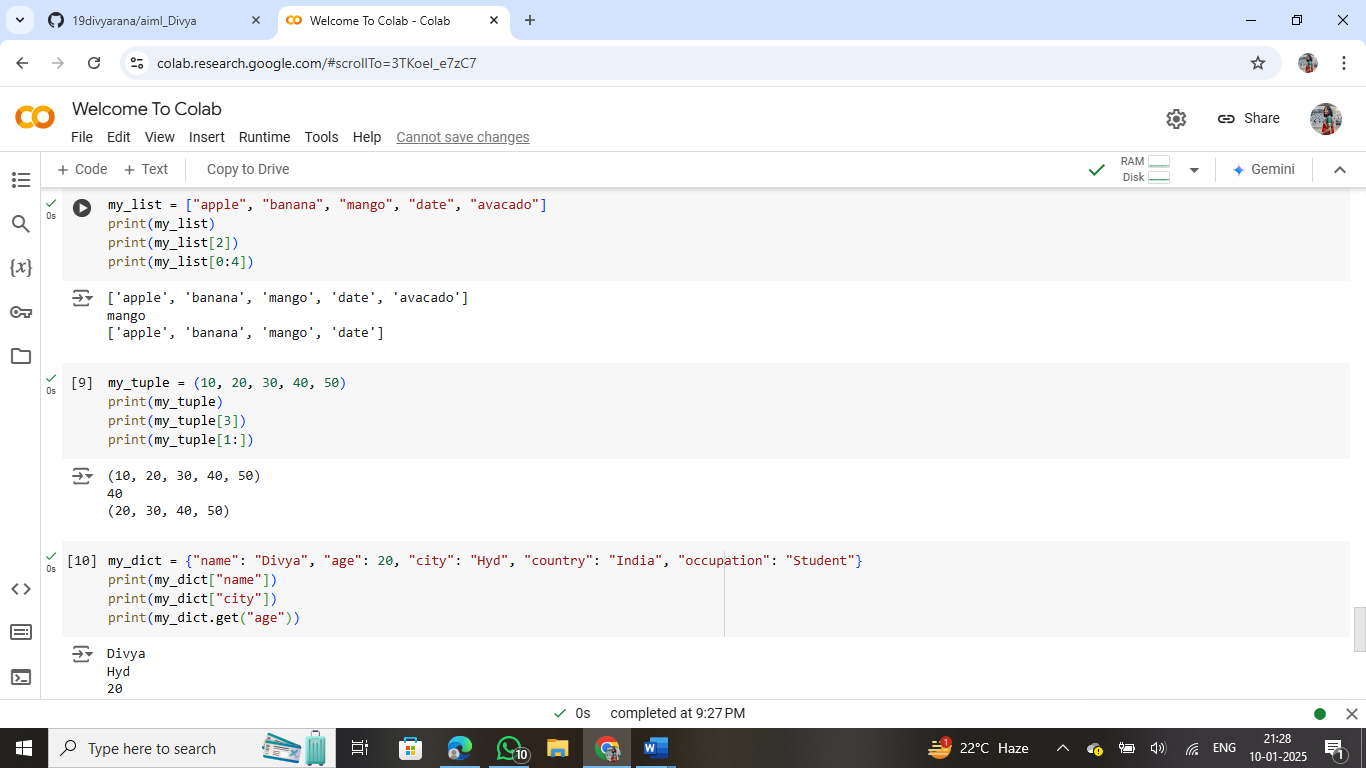 19divyarana/aiml_Divya
Welcome To Colab - Colab
colab.research.google.com/#scrollTo=3TKoel_e7zC7
Welcome To Colab
File Edit View Insert Runtime Tools Help Cannot save changes
Share
+ Code + Text Copy to Drive
RAM
Disk
Gemini
0s
my_list = ["apple", "banana", "mango", "date", "avacado"]
print(my_list)
print(my_list[2])
print(my_list[0:4])
['apple', 'banana', 'mango', 'date', 'avacado']
mango
['apple', 'banana', 'mango', 'date']
0s
[9] my_tuple = (10, 20, 30, 40, 50)
print(my_tuple)
print(my_tuple[3])
print(my_tuple[1:])
(10, 20, 30, 40, 50)
40
(20, 30, 40, 50)
0s
[10] my_dict = {"name": "Divya", "age": 20, "city": "Hyd", "country": "India", "occupation": "Student"}
print(my_dict["name"])
print(my_dict["city"])
print(my_dict.get("age"))
Divya
Hyd
20
0s completed at 9:27 PM
Type here to search
10
1
22°C Haze
ENG
21:28
10-01-2025
1